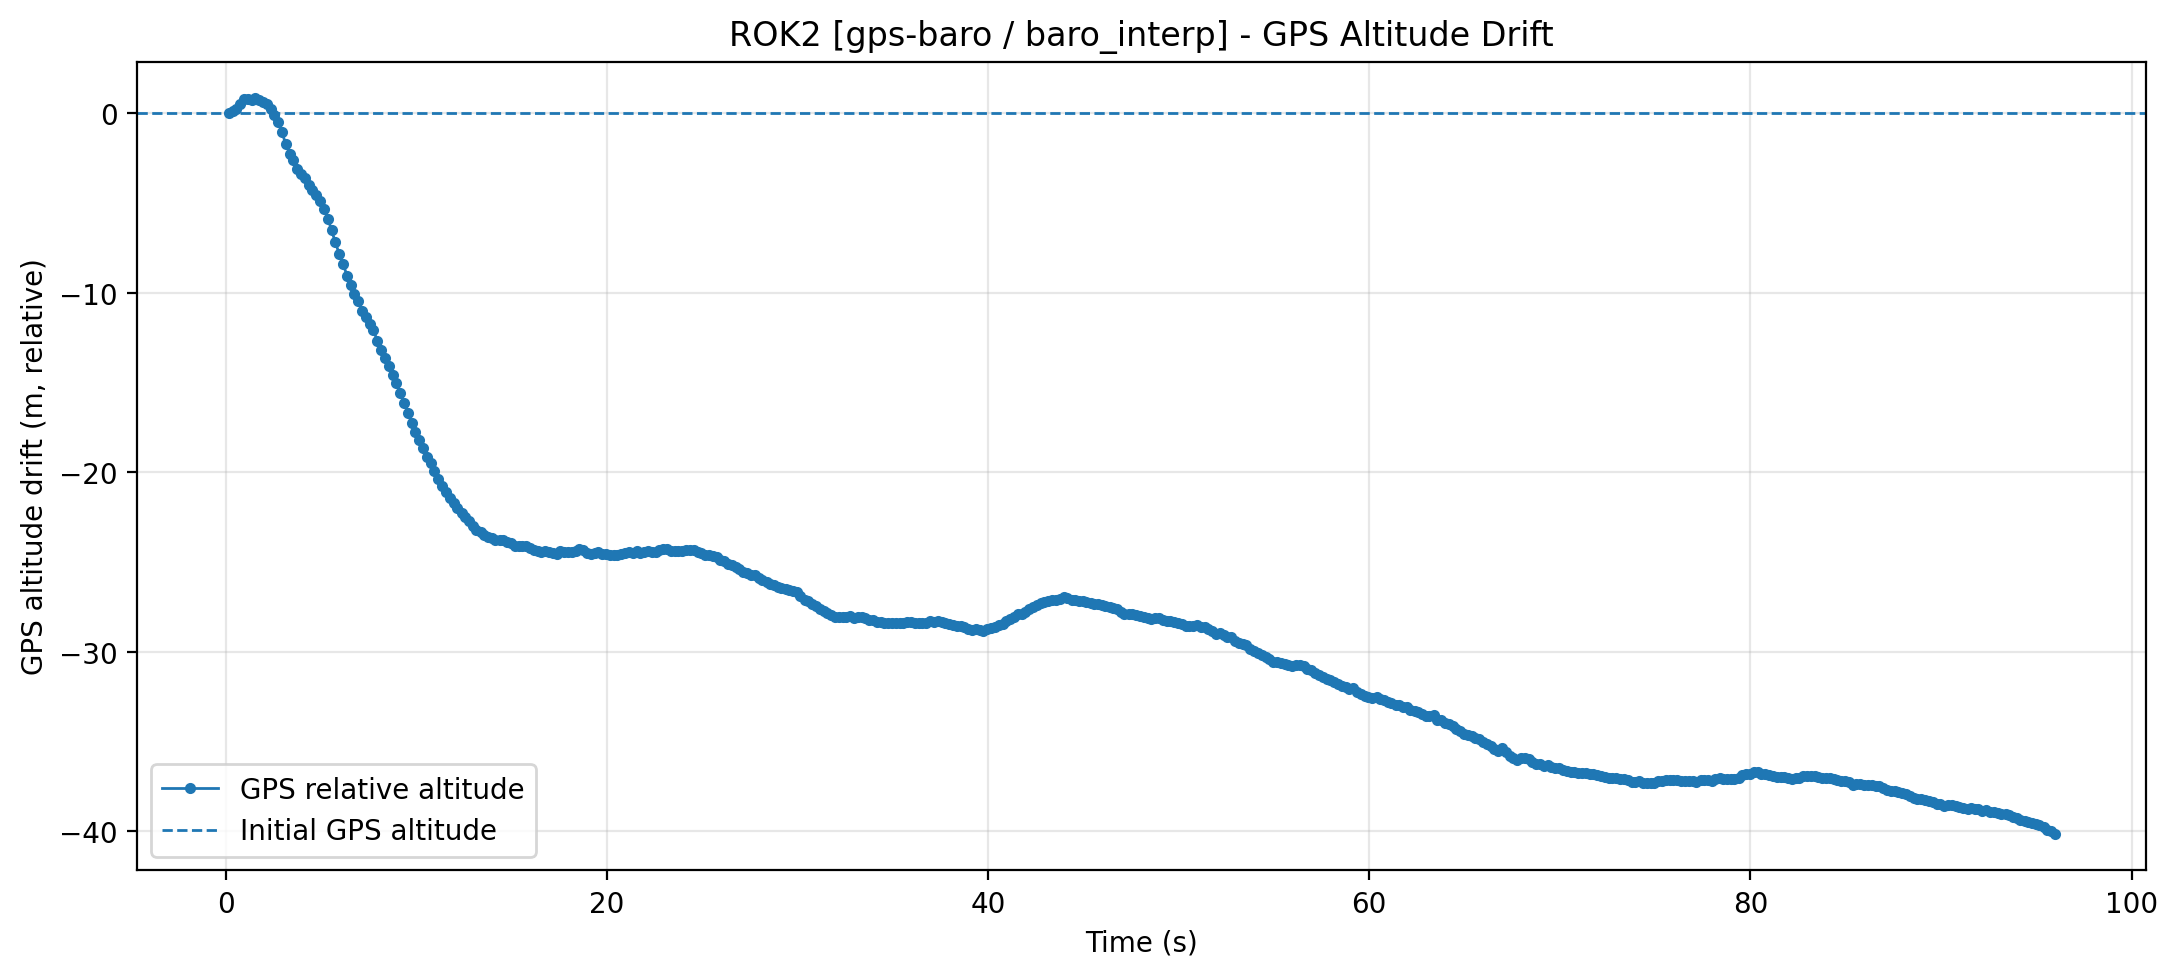 ROK2 [gps-baro / baro_interp] - GPS Altitude Drift
GPS altitude drift (m, relative)
0
−10
−20
−30
−40
GPS relative altitude
Initial GPS altitude
0 20 40 60 80 100
Time (s)